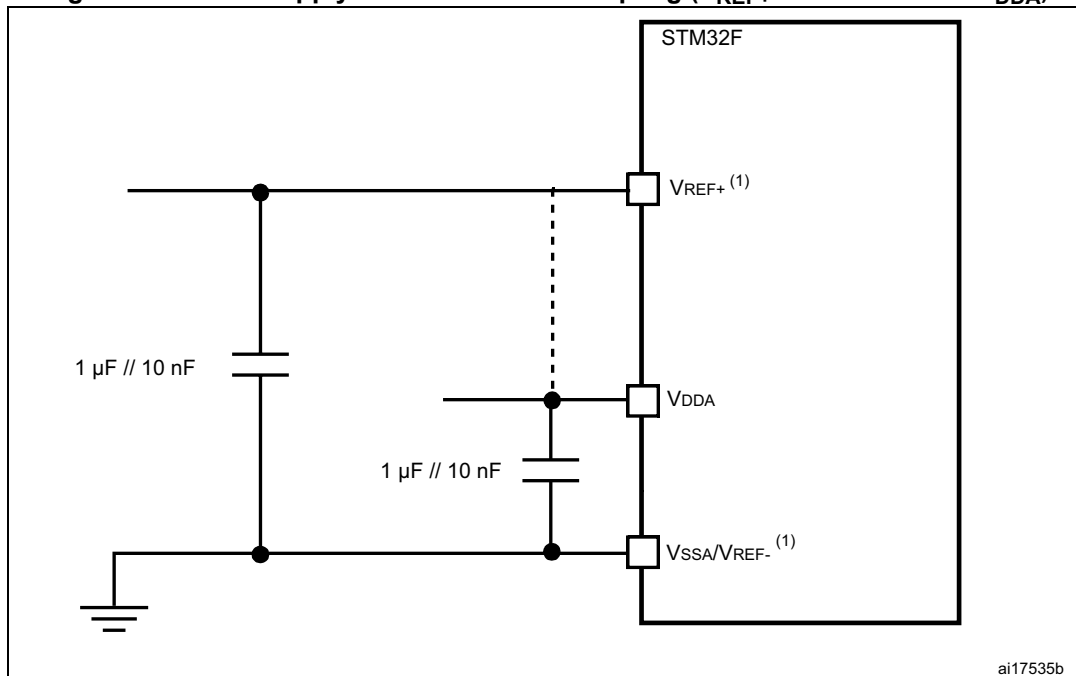 STM32F
VREF+ (1)
1 µF // 10 nF
VDDA
1 µF // 10 nF
VSSA/VREF- (1)
ai17535b